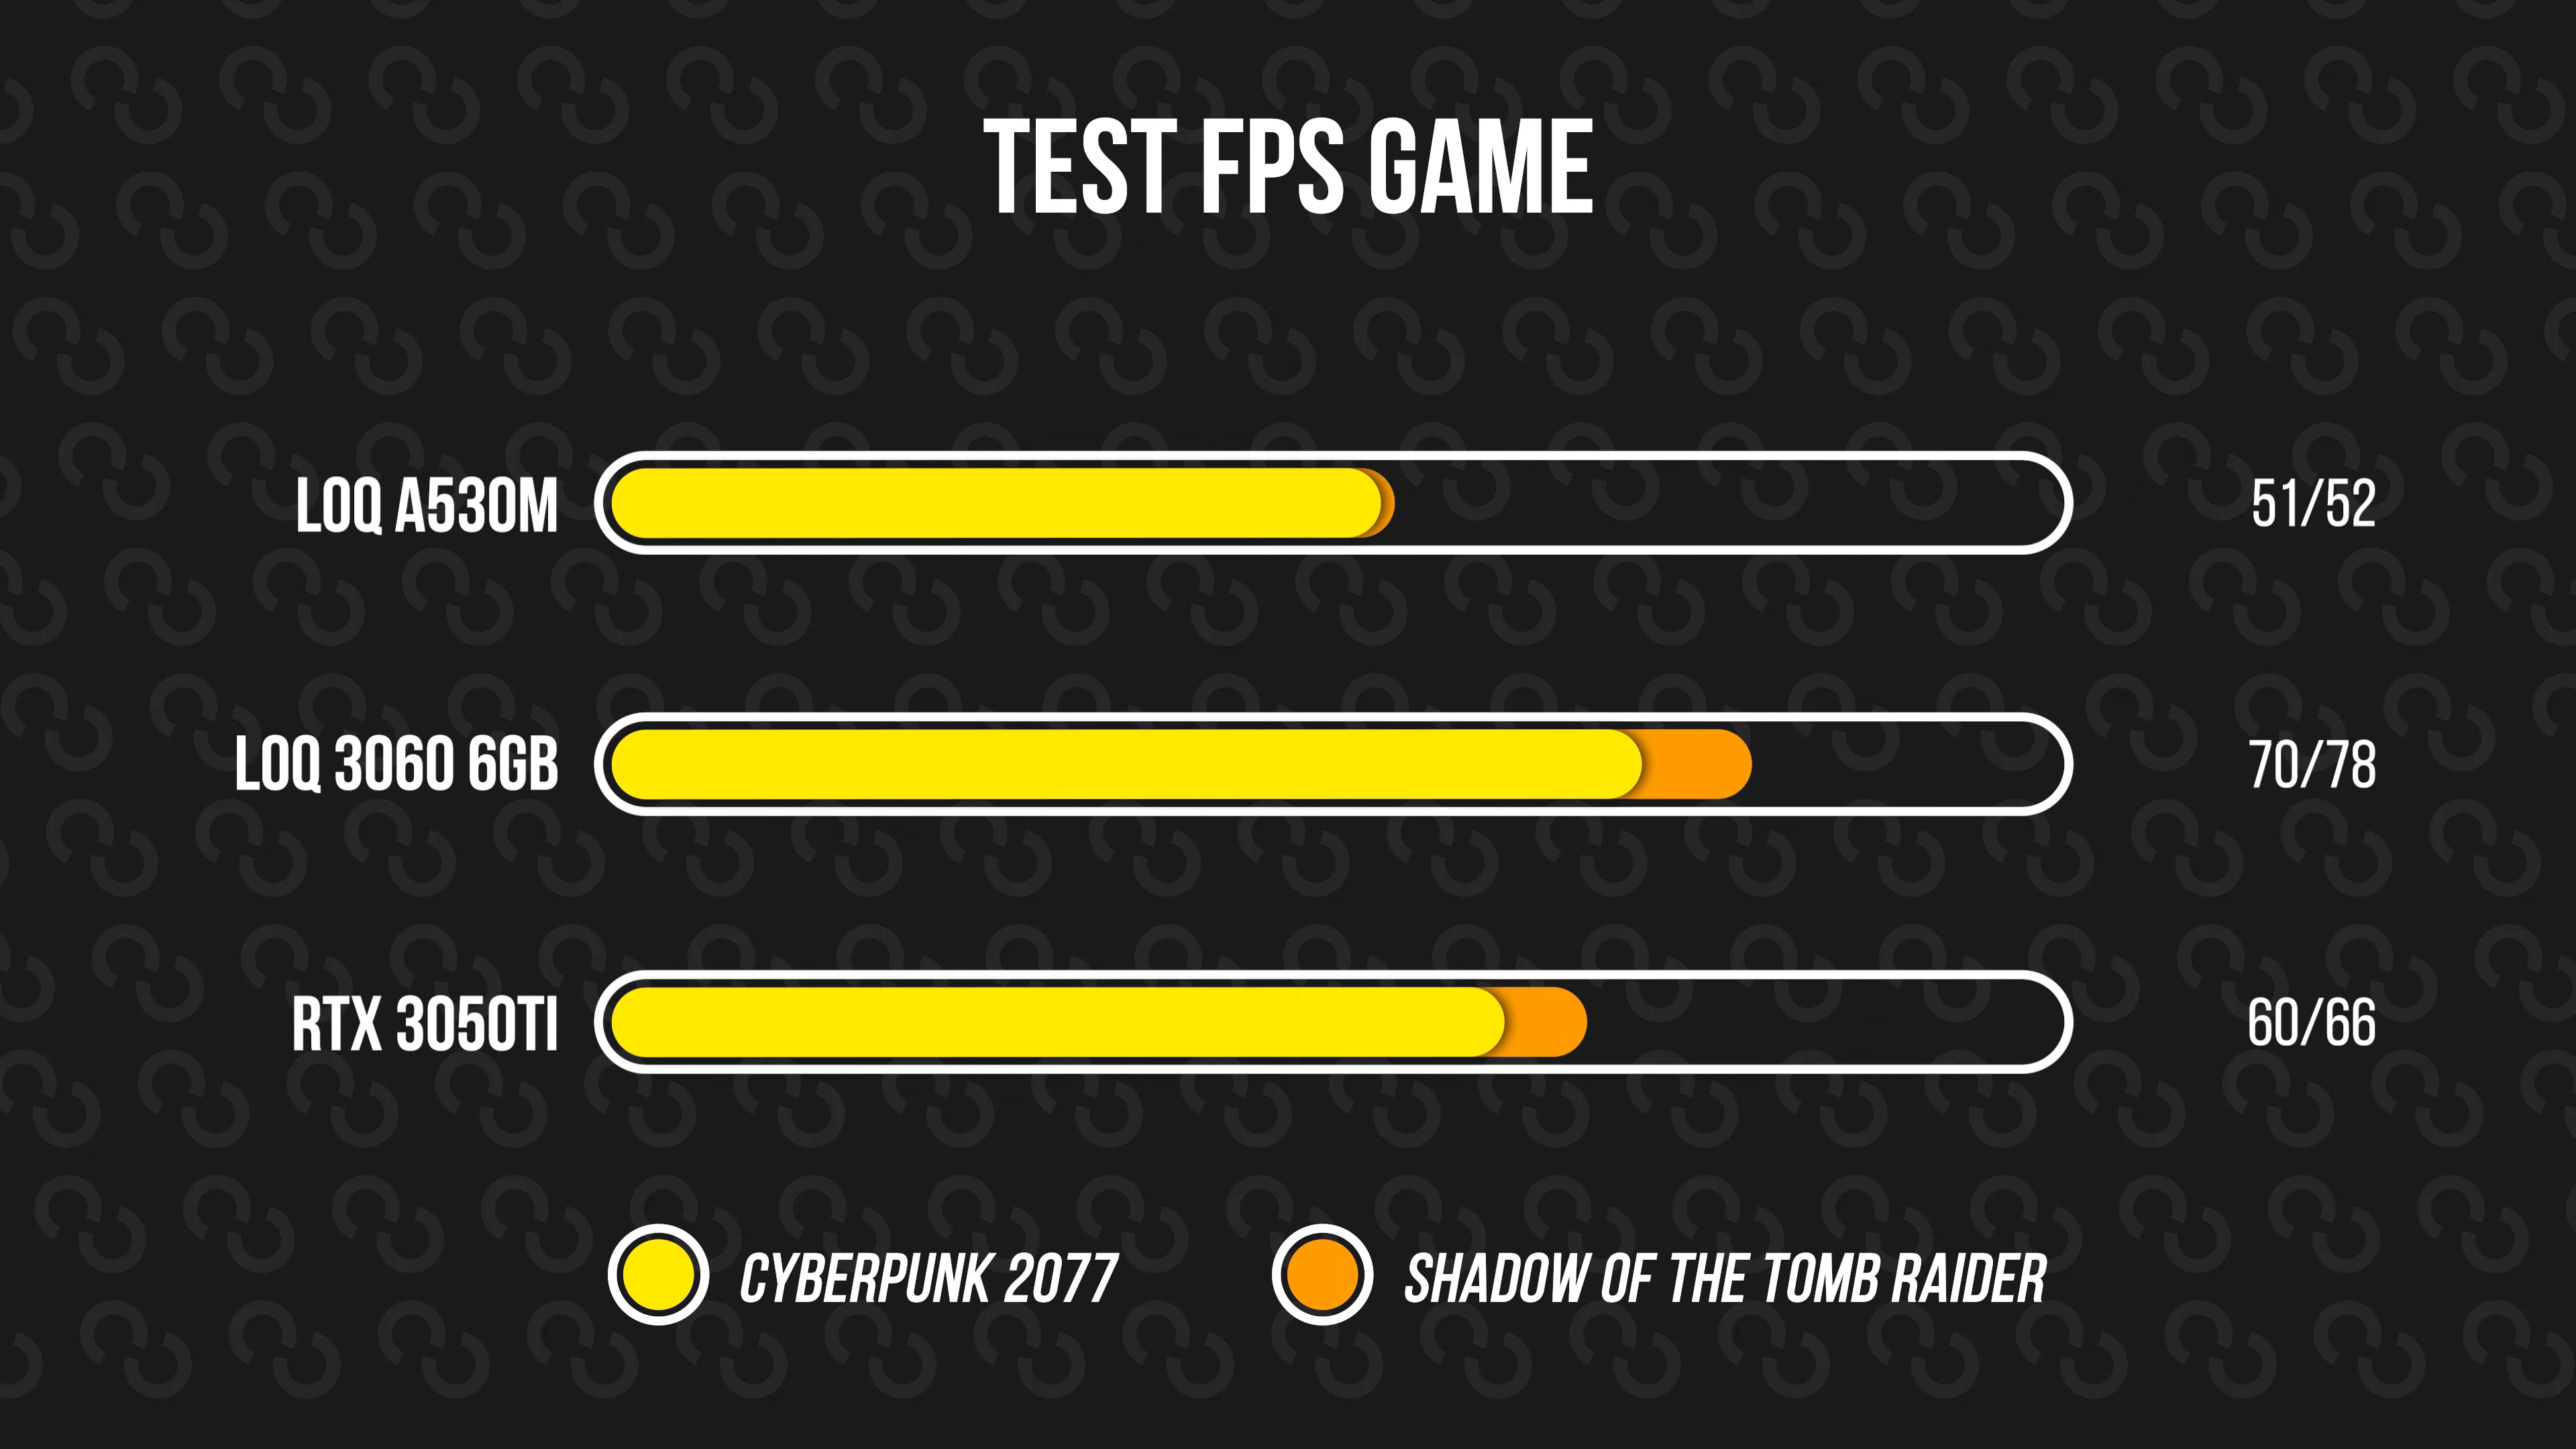 TEST FPS GAME
LOQ A530M 51/52
LOQ 3060 6GB 70/78
RTX 3050TI 60/66
CYBERPUNK 2077 SHADOW OF THE TOMB RAIDER